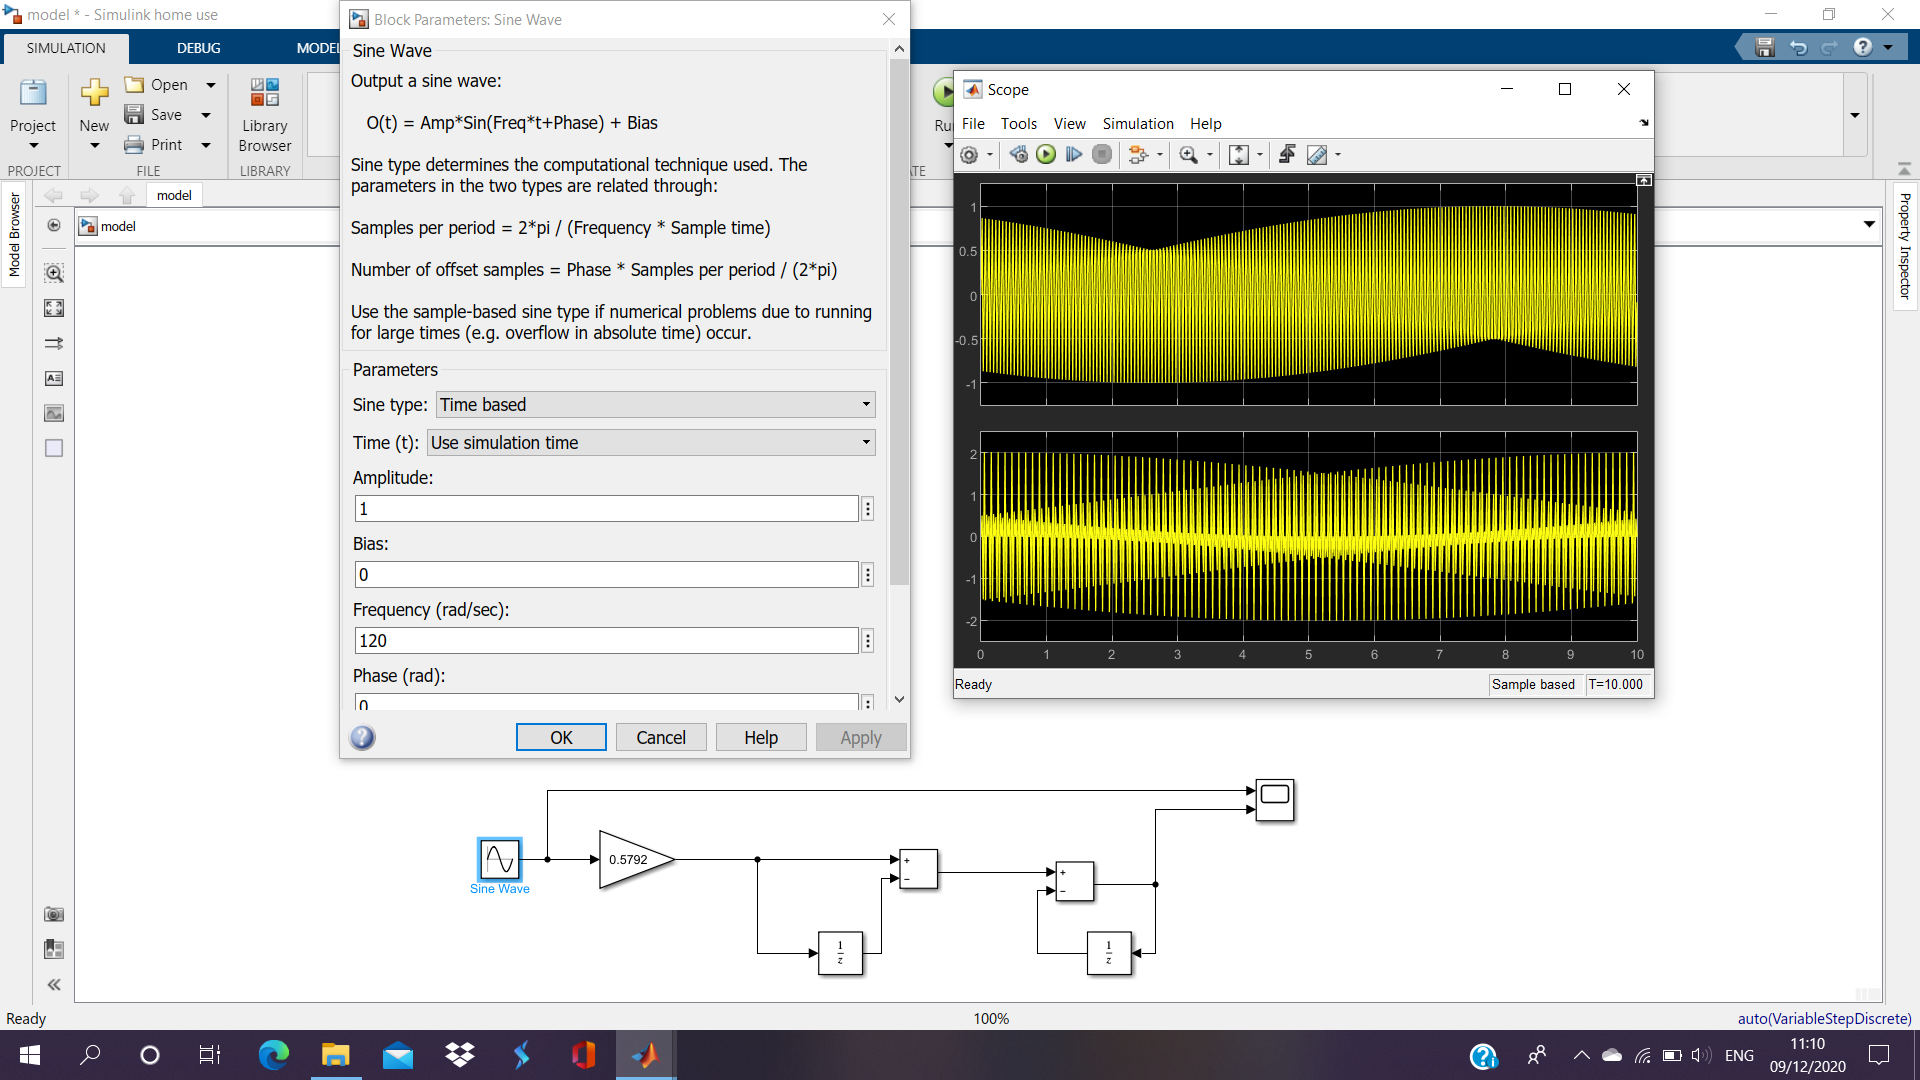 model * - Simulink home use
SIMULATION
DEBUG
MODEL
Project
New
Open
Save
Print
Library
Browser
Run
PROJECT
FILE
LIBRARY
ATE
model
model
Model Browser
Property Inspector
Block Parameters: Sine Wave
Sine Wave
Output a sine wave:
O(t) = Amp*Sin(Freq*t+Phase) + Bias
Sine type determines the computational technique used. The
parameters in the two types are related through:
Samples per period = 2*pi / (Frequency * Sample time)
Number of offset samples = Phase * Samples per period / (2*pi)
Use the sample-based sine type if numerical problems due to running
for large times (e.g. overflow in absolute time) occur.
Parameters
Sine type: Time based
Time (t): Use simulation time
Amplitude:
1
Bias:
0
Frequency (rad/sec):
120
Phase (rad):
0
OK
Cancel
Help
Apply
Scope
File Tools View Simulation Help
1
0.5
0
-0.5
-1
2
1
0
-1
-2
0 1 2 3 4 5 6 7 8 9 10
Ready
Sample based
T=10.000
Sine Wave
0.5792
+
−
1
z
+
−
1
z
Ready
100%
auto(VariableStepDiscrete)
ENG
11:10
09/12/2020